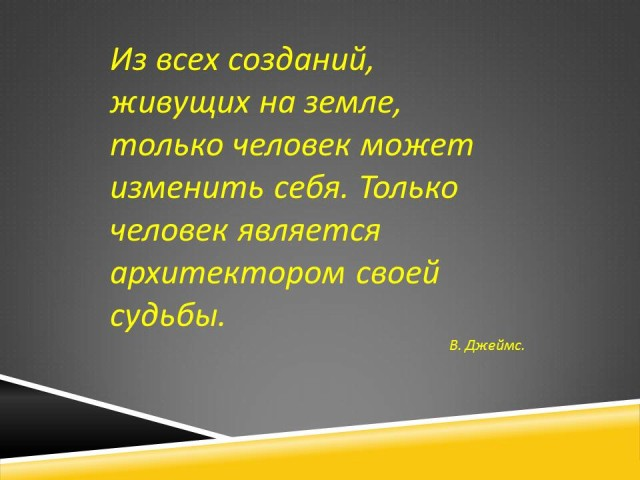 Из всех созданий,
живущих на земле,
только человек может
изменить себя. Только
человек является
архитектором своей
судьбы.
В. Джеймс.